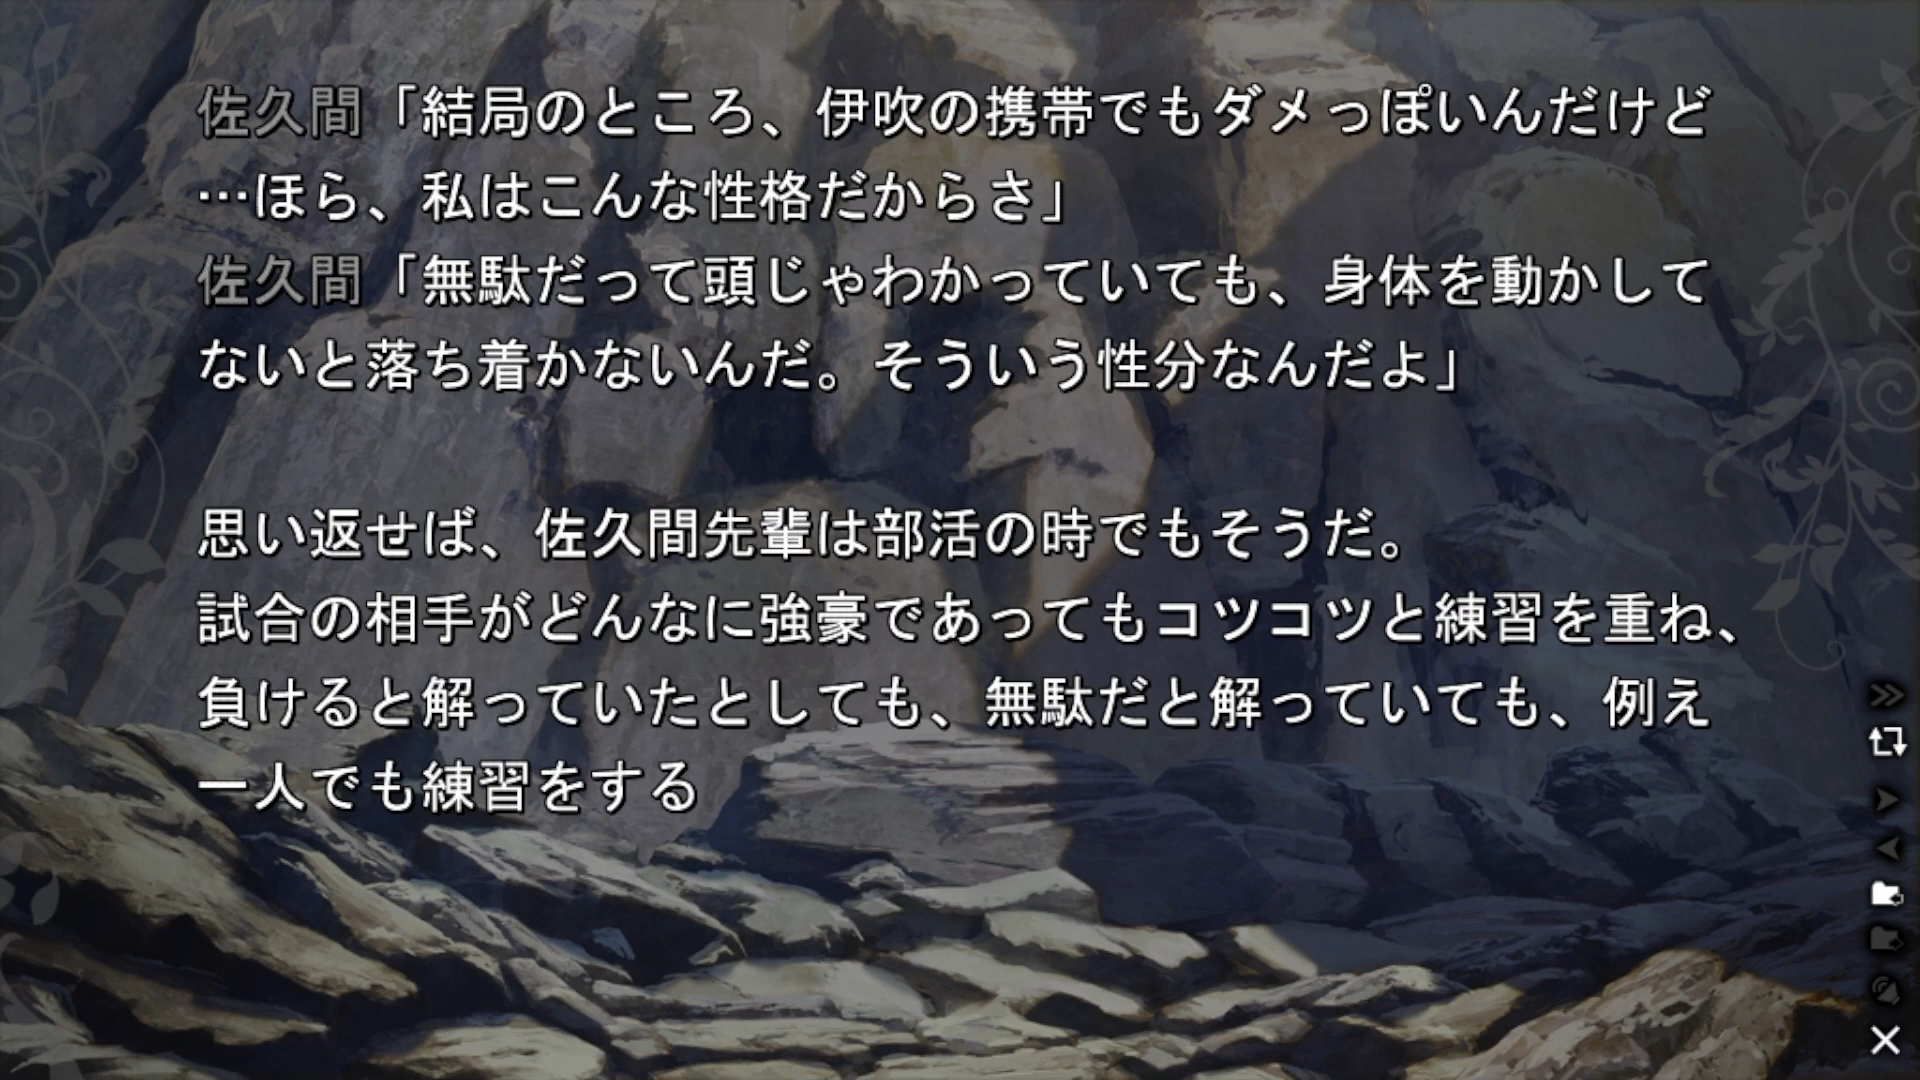 佐久間「結局のところ、伊吹の携帯でもダメっぽいんだけど
…ほら、私はこんな性格だからさ」
佐久間「無駄だって頭じゃわかっていても、身体を動かして
ないと落ち着かないんだ。そういう性分なんだよ」
思い返せば、佐久間先輩は部活の時でもそうだ。
試合の相手がどんなに強豪であってもコツコツと練習を重ね、
負けると解っていたとしても、無駄だと解っていても、例え
一人でも練習をする